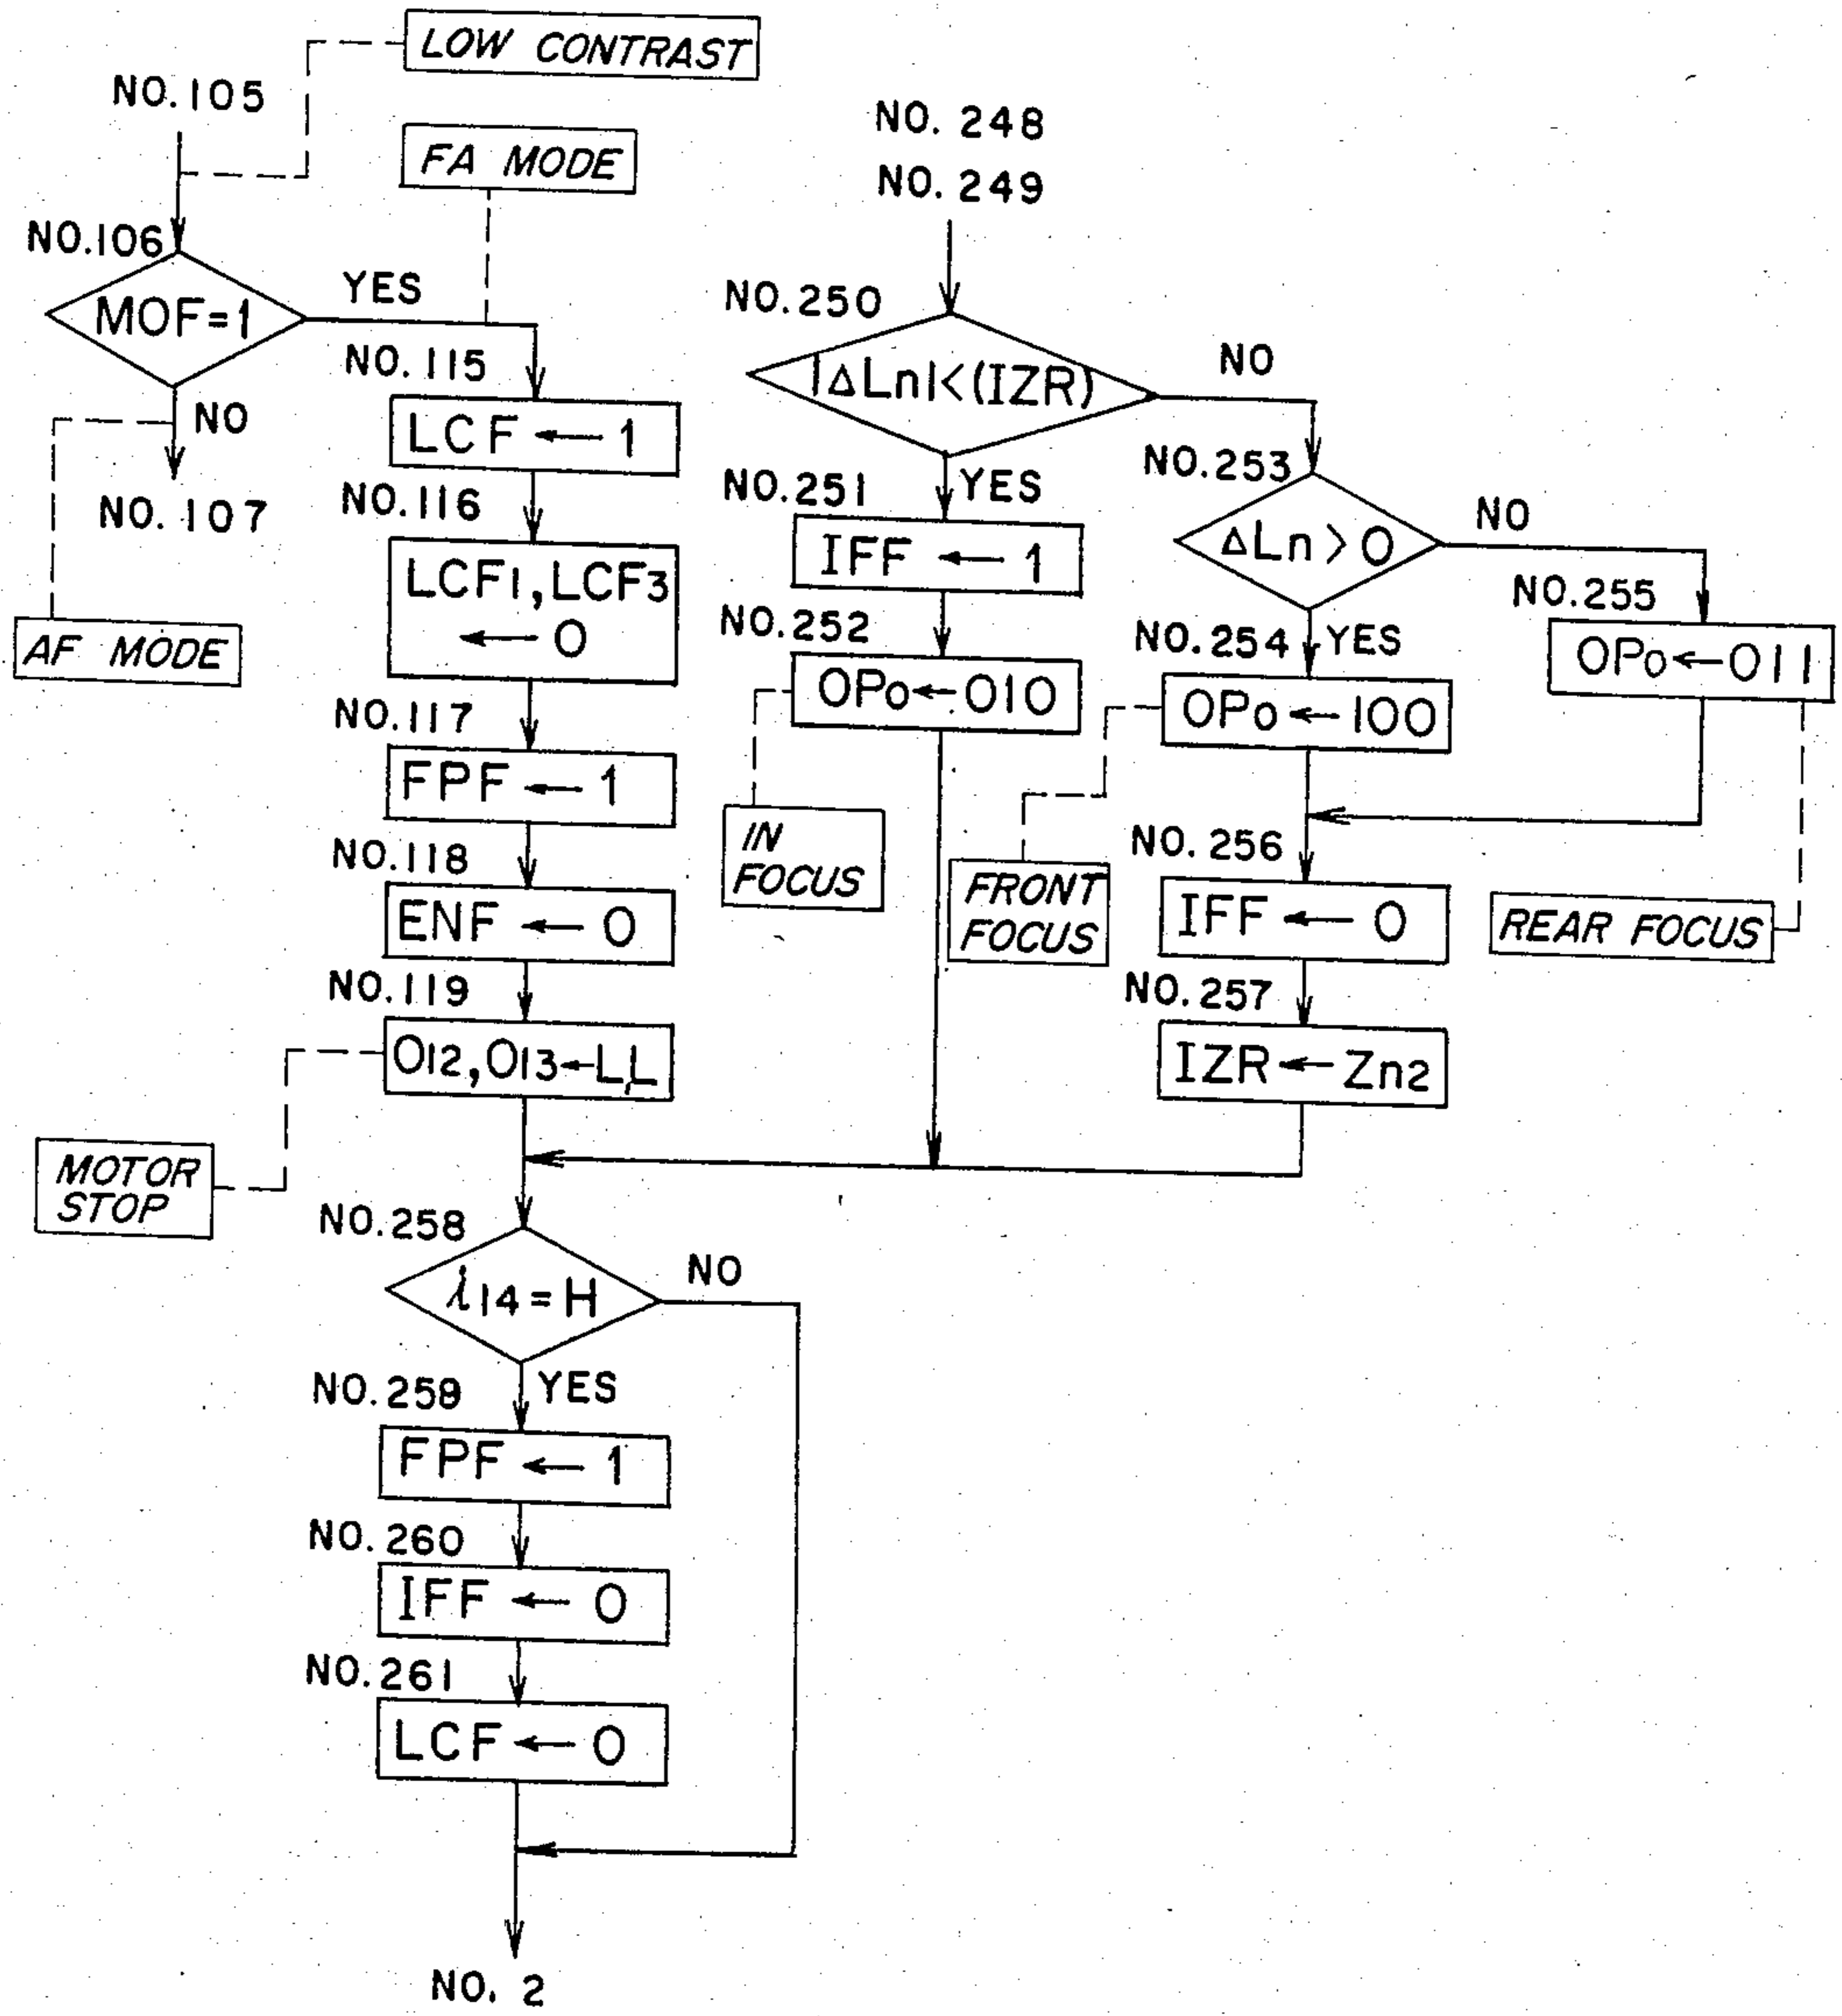 LOW CONTRAST
NO.105
FA MODE
NO.106
MOF=1
YES
NO
NO.107
AF MODE
NO.115
LCF ← 1
NO.116
LCF1, LCF3
← 0
NO.117
FPF ← 1
NO.118
ENF ← 0
NO.119
O12, O13←LL
MOTOR
STOP
NO. 248
NO. 249
NO.250
|ΔLn|<(IZR)
NO
YES
NO.251
IFF ← 1
NO.252
OPo←010
IN
FOCUS
NO.253
ΔLn>0
NO
YES
NO.254
OPo←100
FRONT
FOCUS
NO.255
OPo←011
REAR FOCUS
NO.256
IFF ← 0
NO.257
IZR←Zn2
NO.258
i14=H
NO
YES
NO.259
FPF ← 1
NO.260
IFF ← 0
NO.261
LCF ← 0
NO. 2